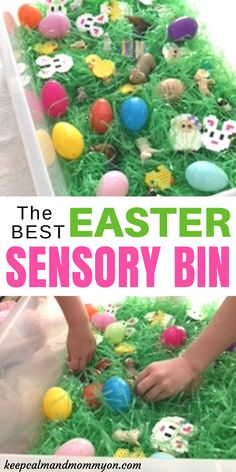 The
BEST EASTER
SENSORY BIN
keepcalmandmommyon.com